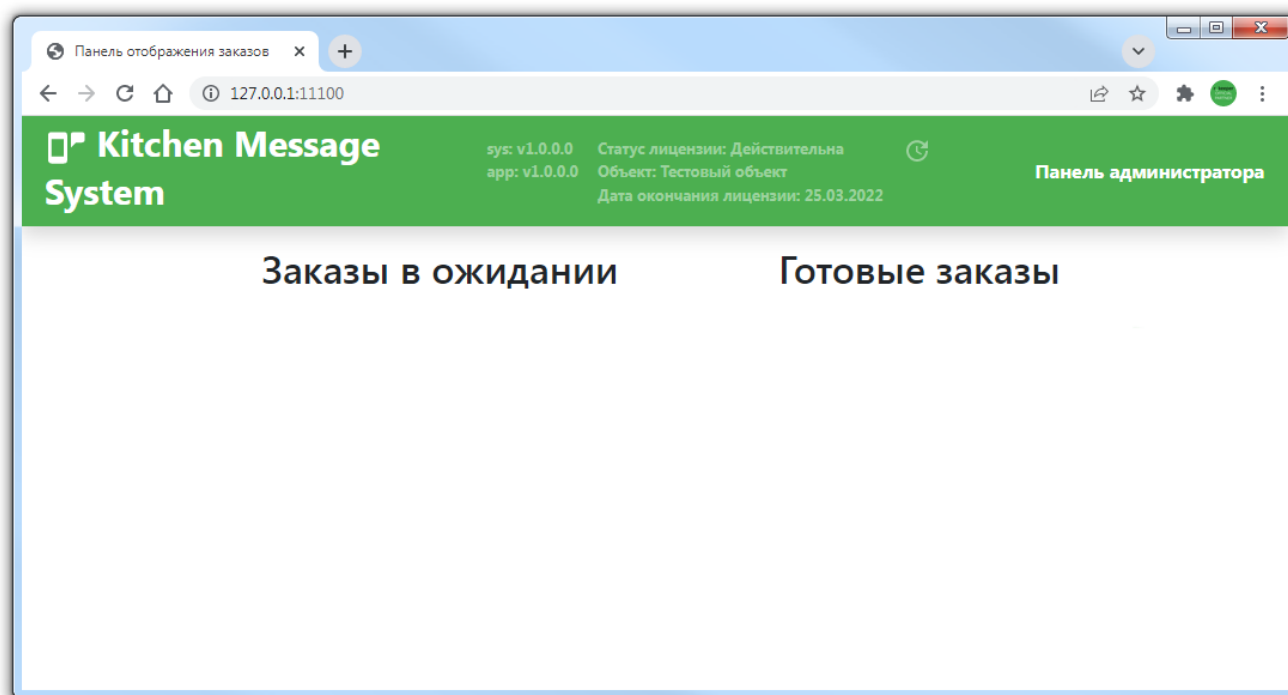 Панель отображения заказов
127.0.0.1:11100
Kitchen Message
System
sys: v1.0.0.0
app: v1.0.0.0
Статус лицензии: Действительна
Объект: Тестовый объект
Дата окончания лицензии: 25.03.2022
Панель администратора
Заказы в ожидании
Готовые заказы